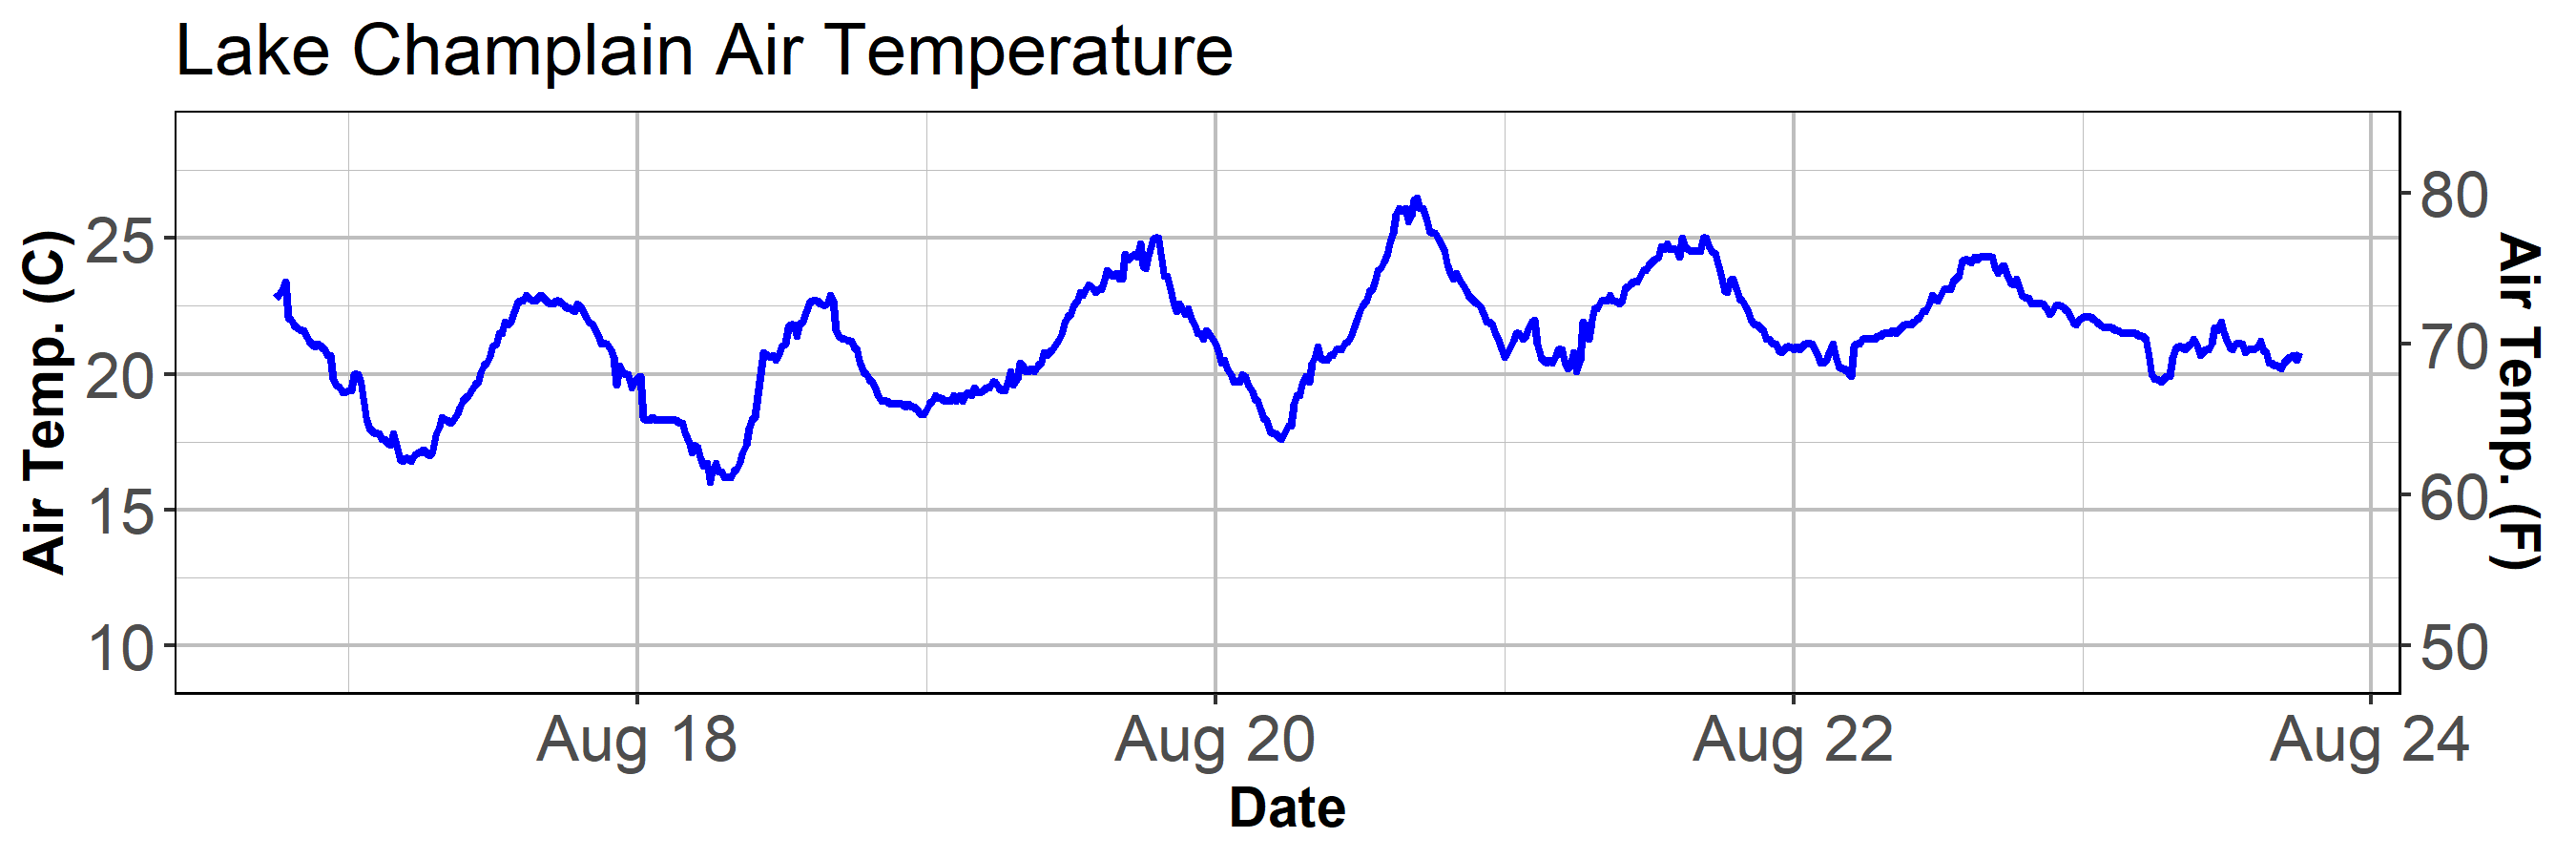 Lake Champlain Air Temperature
Air Temp. (C)
25
20
15
10
80
70
60
50
Air Temp. (F)
Aug 18
Aug 20
Aug 22
Aug 24
Date